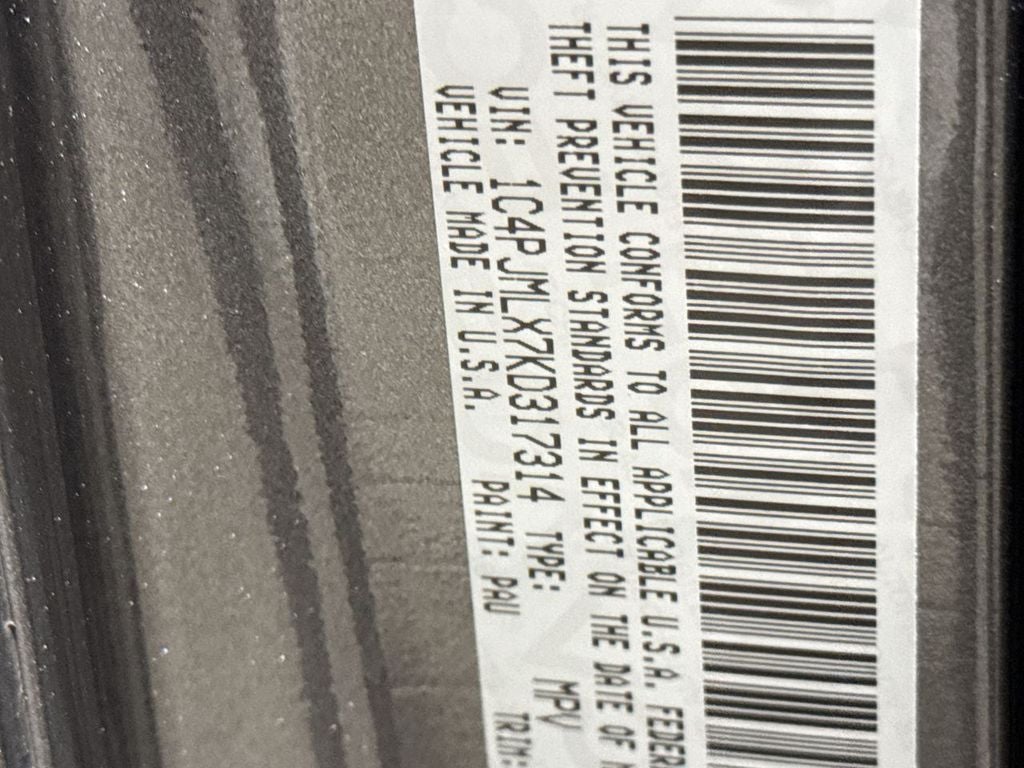 THIS VEHICLE CONFORMS TO ALL APPLICABLE U.S.A. FEDER
THEFT PREVENTION STANDARDS IN EFFECT ON THE DATE OF
VIN: 1C4PJMLX7KD317314 TYPE: MPV
VEHICLE MADE IN U.S.A. PAINT: PAU TRIM: